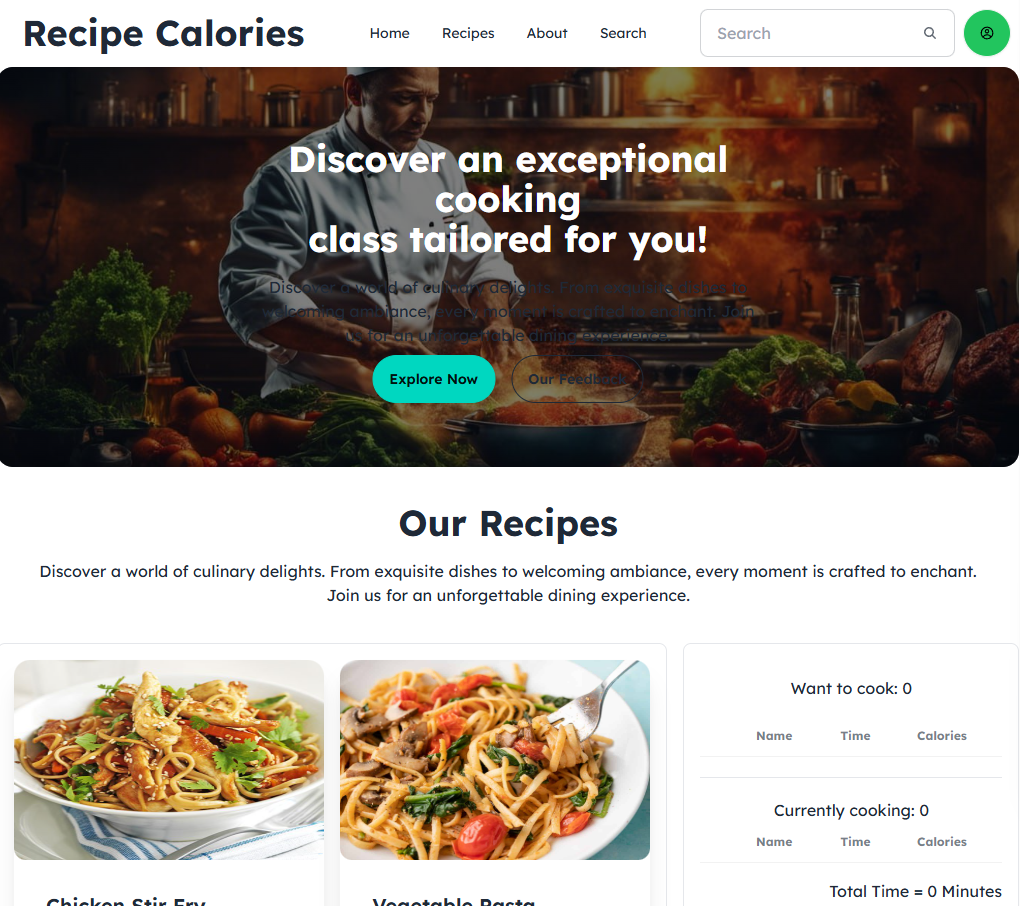 Recipe Calories
Home Recipes About Search
Search
Discover an exceptional
cooking
class tailored for you!
Discover a world of culinary delights. From exquisite dishes to
welcoming ambiance, every moment is crafted to enchant. Join
us for an unforgettable dining experience.
Explore Now
Our Feedback
Our Recipes
Discover a world of culinary delights. From exquisite dishes to welcoming ambiance, every moment is crafted to enchant.
Join us for an unforgettable dining experience.
Chicken Stir Fry
Vegetable Pasta
Want to cook: 0
Name Time Calories
Currently cooking: 0
Name Time Calories
Total Time = 0 Minutes